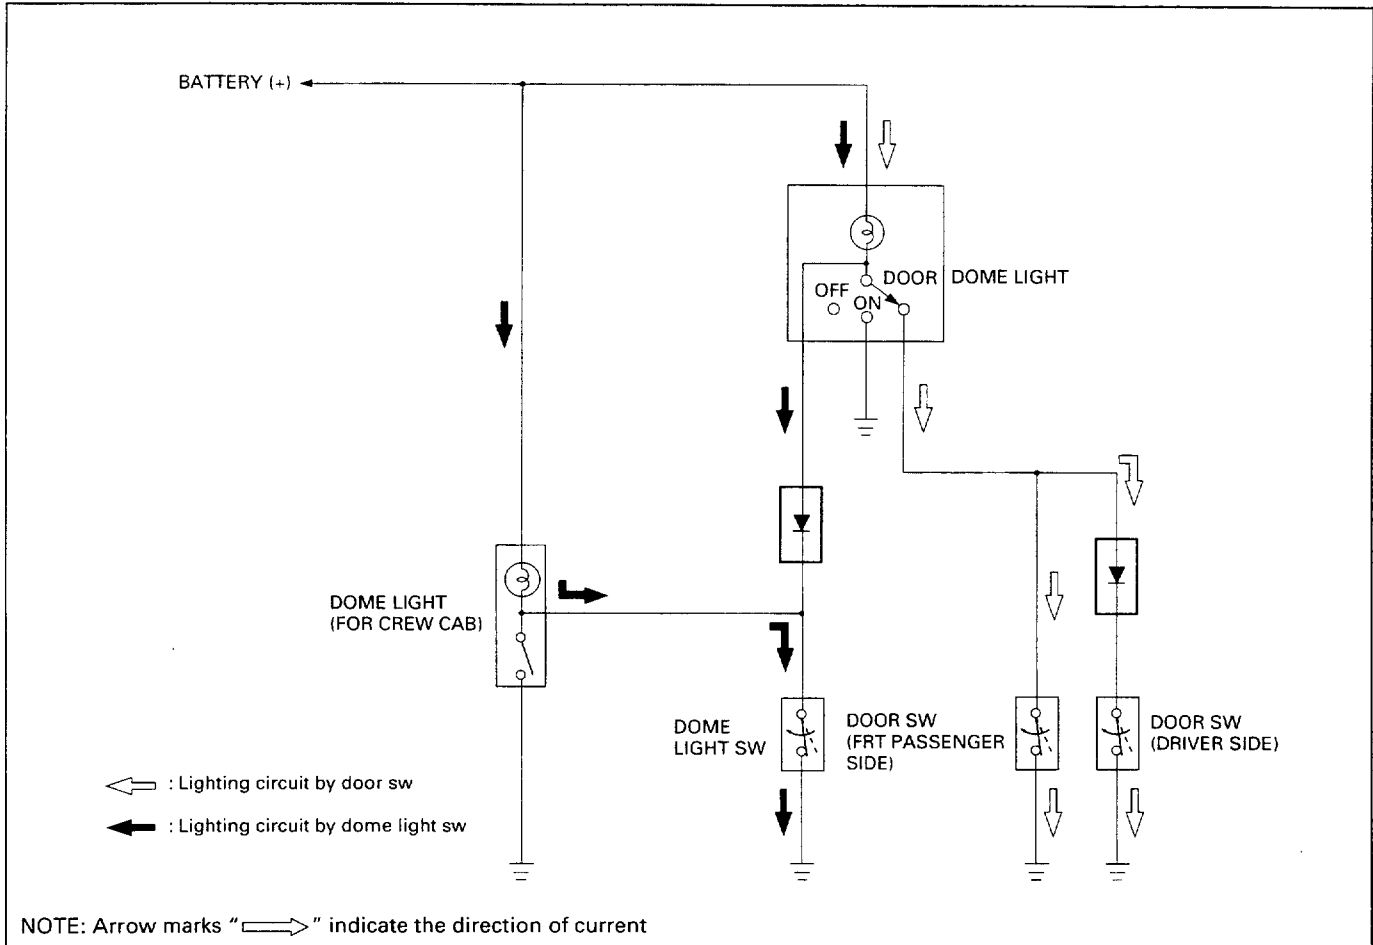 BATTERY (+)
DOOR
DOME LIGHT
OFF
ON
DOME LIGHT
(FOR CREW CAB)
DOME
LIGHT SW
DOOR SW
(FRT PASSENGER
SIDE)
DOOR SW
(DRIVER SIDE)
: Lighting circuit by door sw
: Lighting circuit by dome light sw
NOTE: Arrow marks “ ” indicate the direction of current